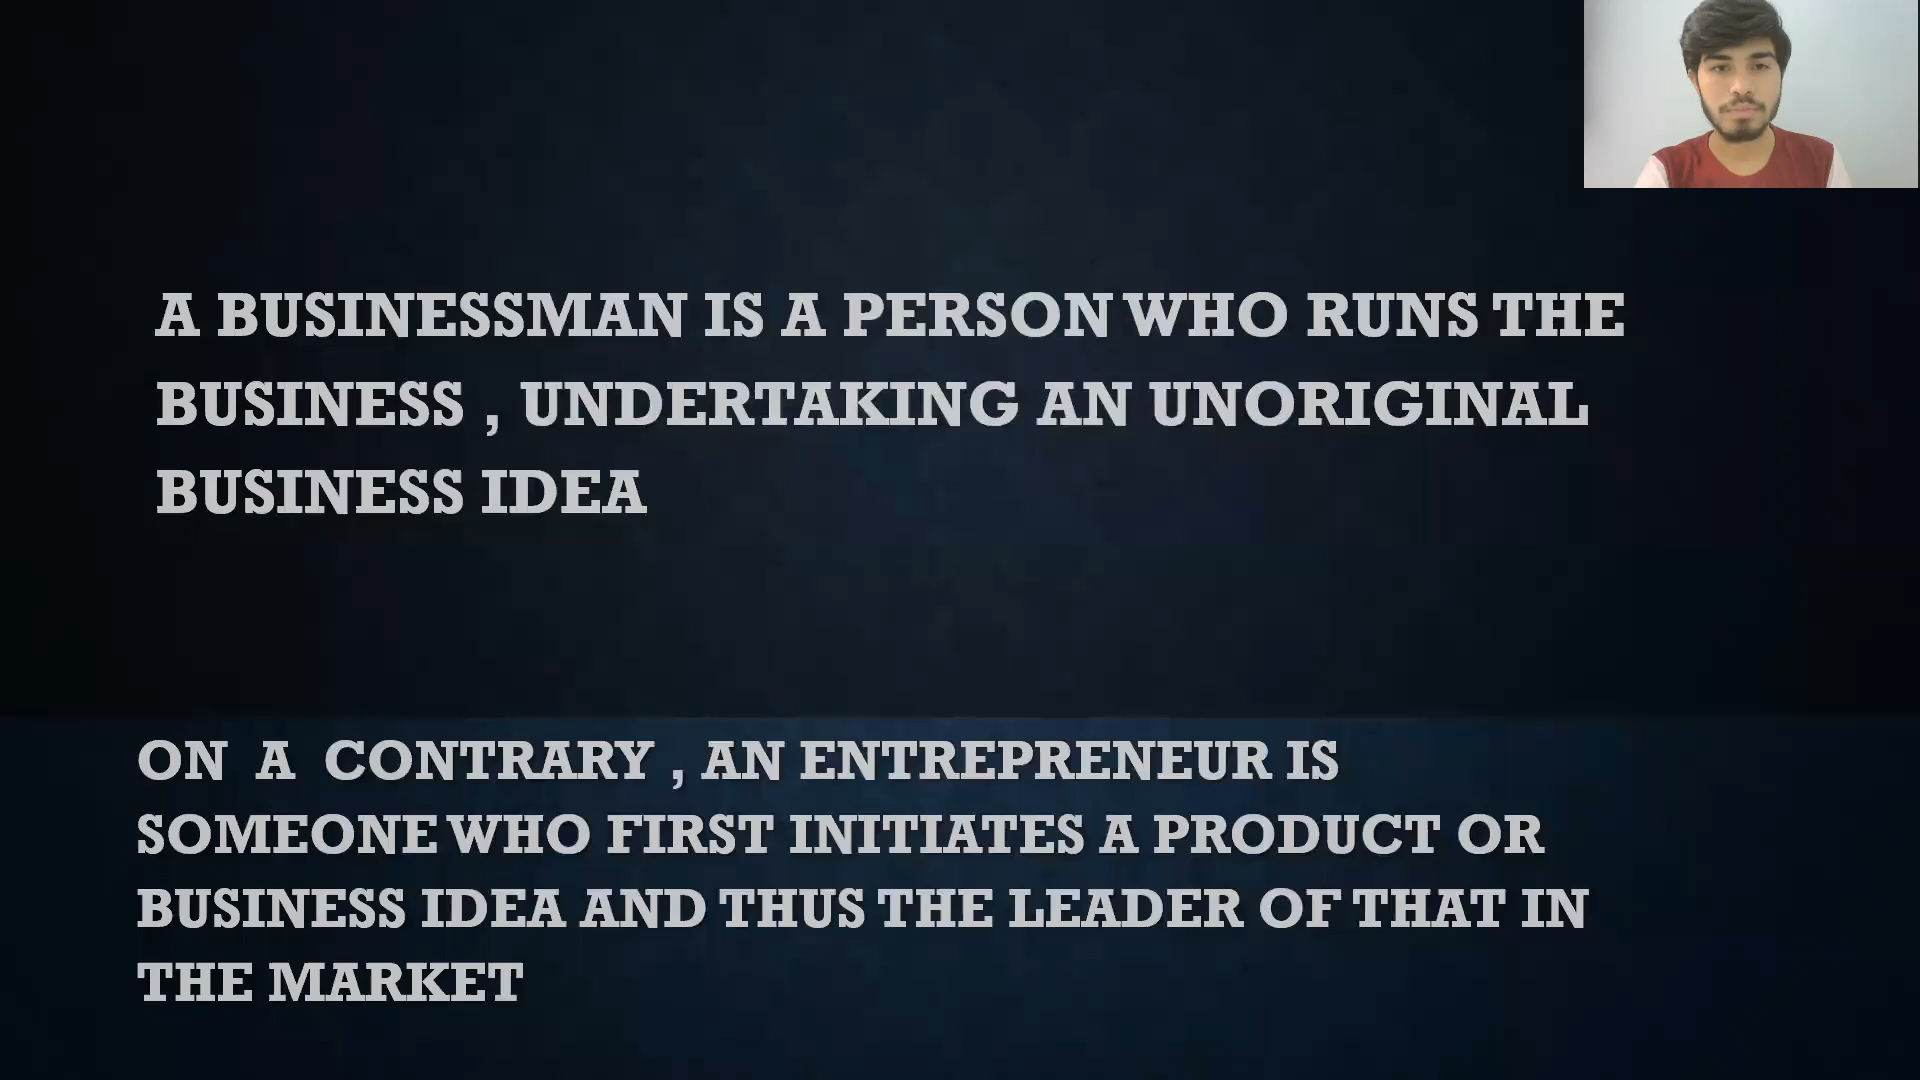 A BUSINESSMAN IS A PERSON WHO RUNS THE
BUSINESS , UNDERTAKING AN UNORIGINAL
BUSINESS IDEA
ON A CONTRARY , AN ENTREPRENEUR IS
SOMEONE WHO FIRST INITIATES A PRODUCT OR
BUSINESS IDEA AND THUS THE LEADER OF THAT IN
THE MARKET